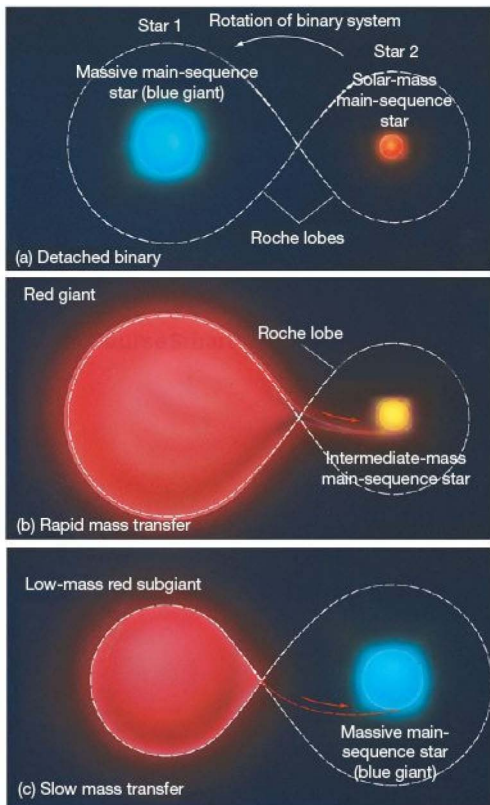 Star 1
Rotation of binary system
Star 2
Massive main-sequence
star (blue giant)
Solar-mass
main-sequence
star
Roche lobes
(a) Detached binary
Red giant
Roche lobe
Intermediate-mass
main-sequence star
(b) Rapid mass transfer
Low-mass red subgiant
Massive main-
sequence star
(blue giant)
(c) Slow mass transfer